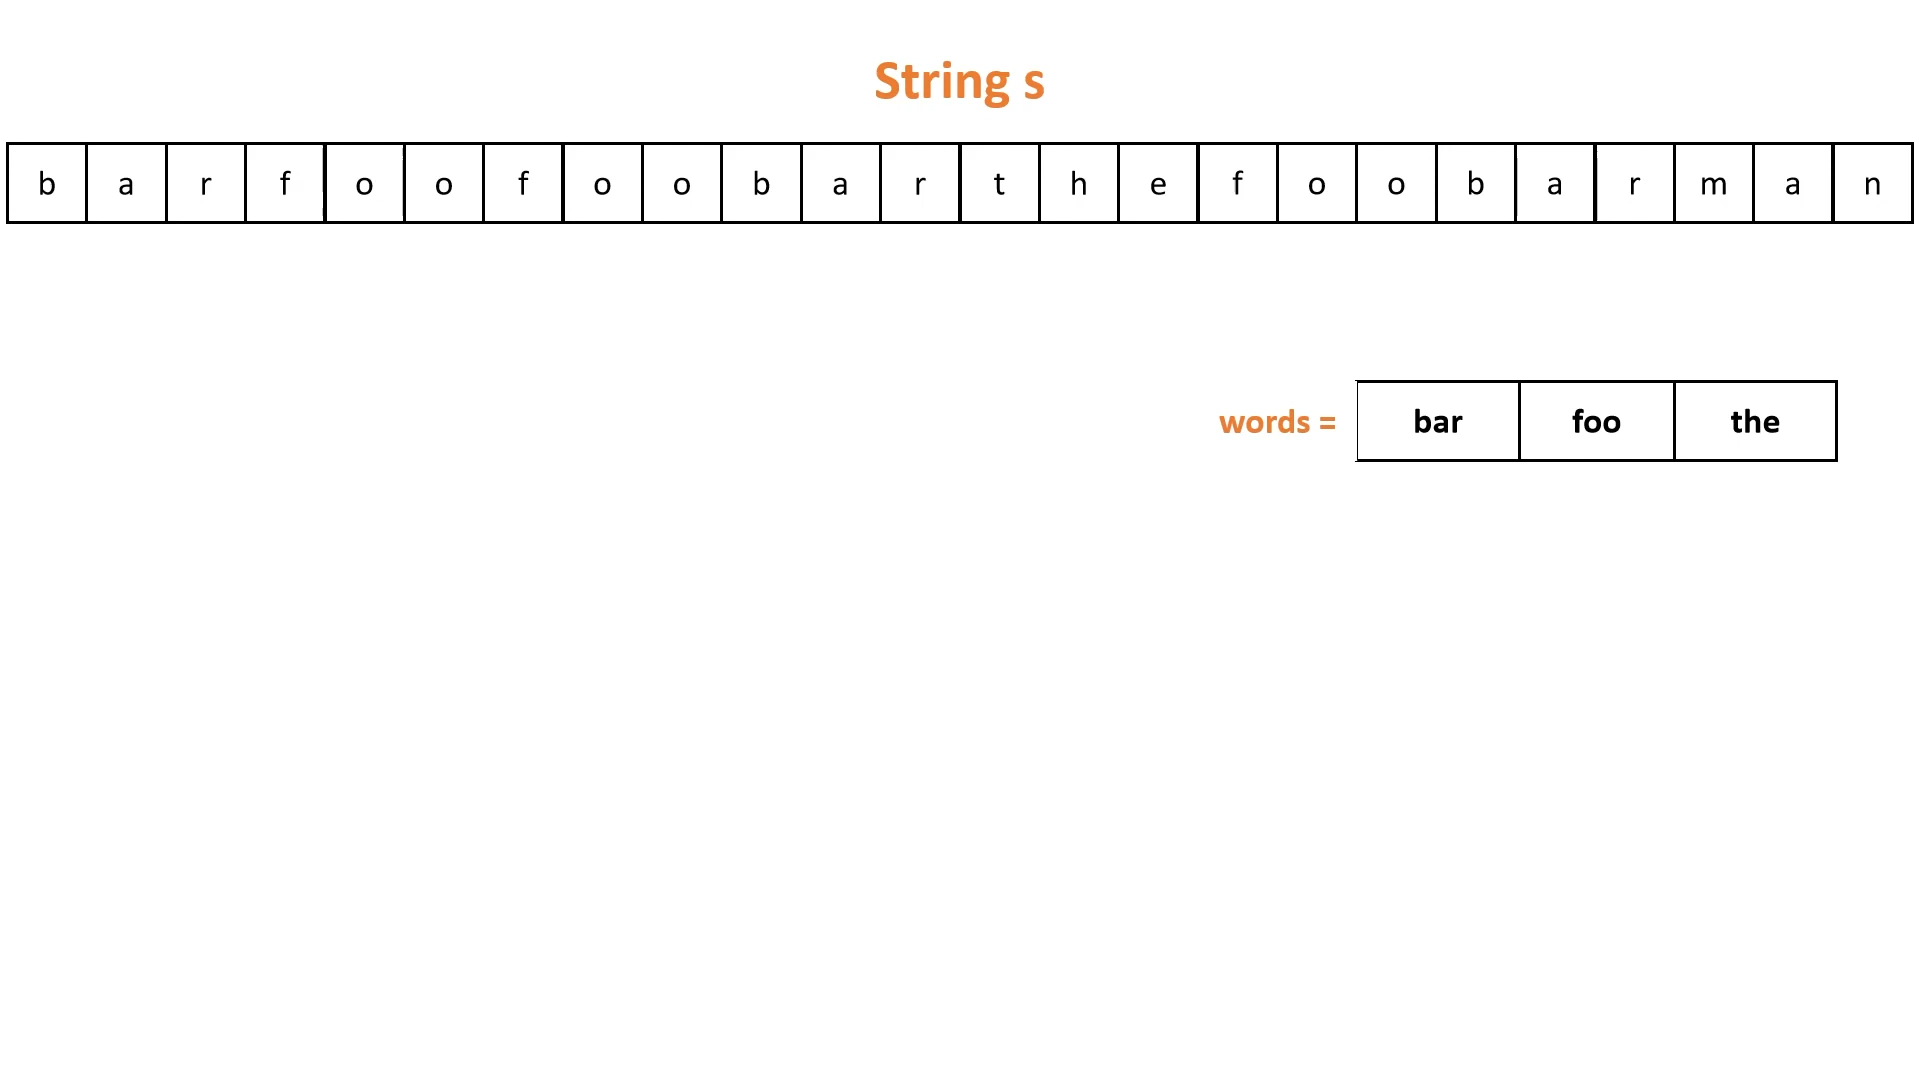 String s
b a r f o o f o o b a r t h e f o o b a r m a n
words = bar foo the